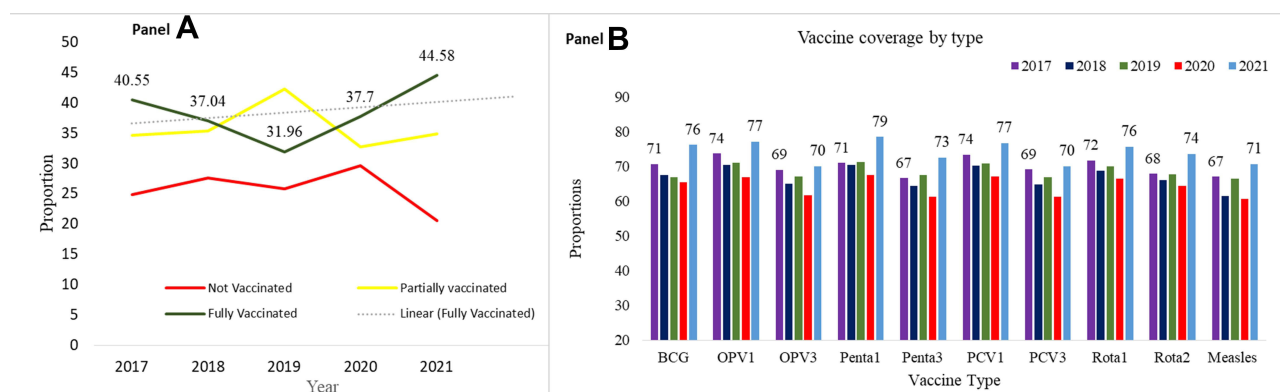 Panel A
50
45
40
35
30
25
20
15
10
5
0
Proportion
40.55
37.04
31.96
37.7
44.58
Not Vaccinated
Partially vaccinated
Fully Vaccinated
Linear (Fully Vaccinated)
2017 2018 2019 2020 2021
Year
Panel B
Vaccine coverage by type
2017 2018 2019 2020 2021
90
80
70
60
50
40
30
20
Proportions
71 76 74 77 69 70 71 79 67 73 74 77 69 70 72 76 68 74 67 71
BCG OPV1 OPV3 Penta1 Penta3 PCV1 PCV3 Rota1 Rota2 Measles
Vaccine Type